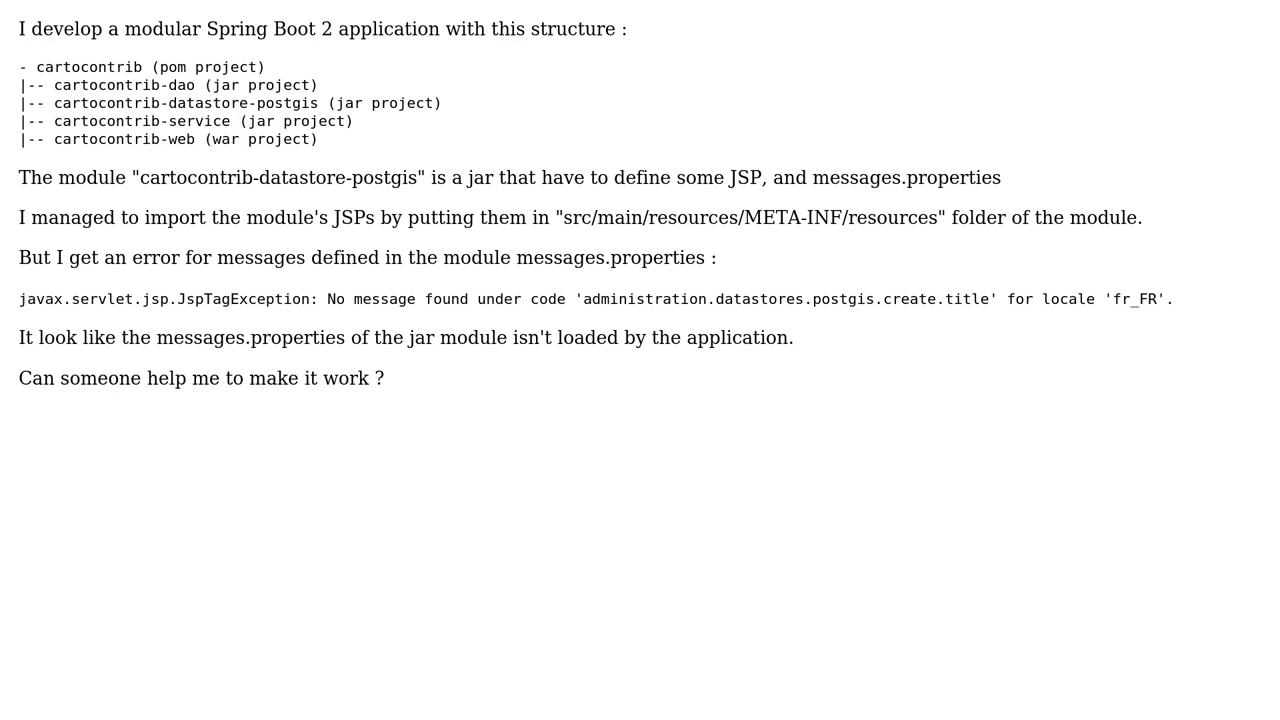 I develop a modular Spring Boot 2 application with this structure :
- cartocontrib (pom project)
|-- cartocontrib-dao (jar project)
|-- cartocontrib-datastore-postgis (jar project)
|-- cartocontrib-service (jar project)
|-- cartocontrib-web (war project)
The module "cartocontrib-datastore-postgis" is a jar that have to define some JSP, and messages.properties
I managed to import the module's JSPs by putting them in "src/main/resources/META-INF/resources" folder of the module.
But I get an error for messages defined in the module messages.properties :
javax.servlet.jsp.JspTagException: No message found under code 'administration.datastores.postgis.create.title' for locale 'fr_FR'.
It look like the messages.properties of the jar module isn't loaded by the application.
Can someone help me to make it work ?